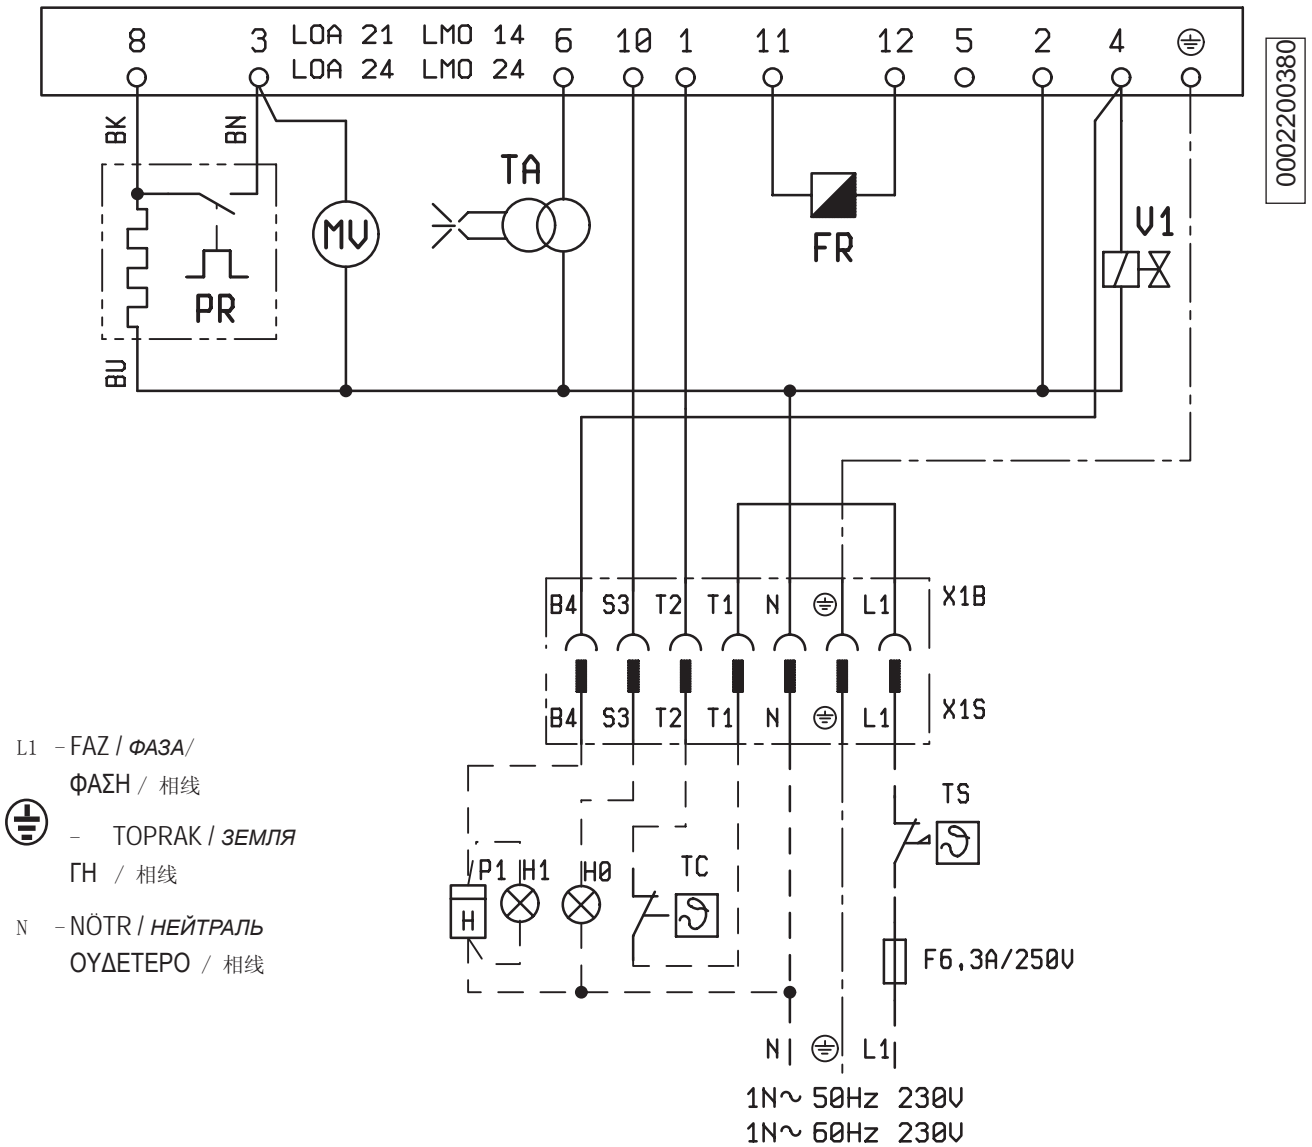 8 3 LOA 21 LMO 14 6 10 1 11 12 5 2 4
LOA 24 LMO 24
0002200380
BK
BN
TA
MV
FR
V1
PR
BU
B4 S3 T2 T1 N L1 X1B
B4 S3 T2 T1 N L1 X1S
L1 – FAZ / ФАЗА/
ΦΑΣΗ / 相线
– TOPRAK / ЗЕМЛЯ
ΓΗ / 相线
N – NÖTR / НЕЙТРАЛЬ
ΟΥΔΕΤΕΡΟ / 相线
TS
P1 H1 H0 TC
H
F6,3A/250V
N L1
1N~ 50Hz 230V
1N~ 60Hz 230V